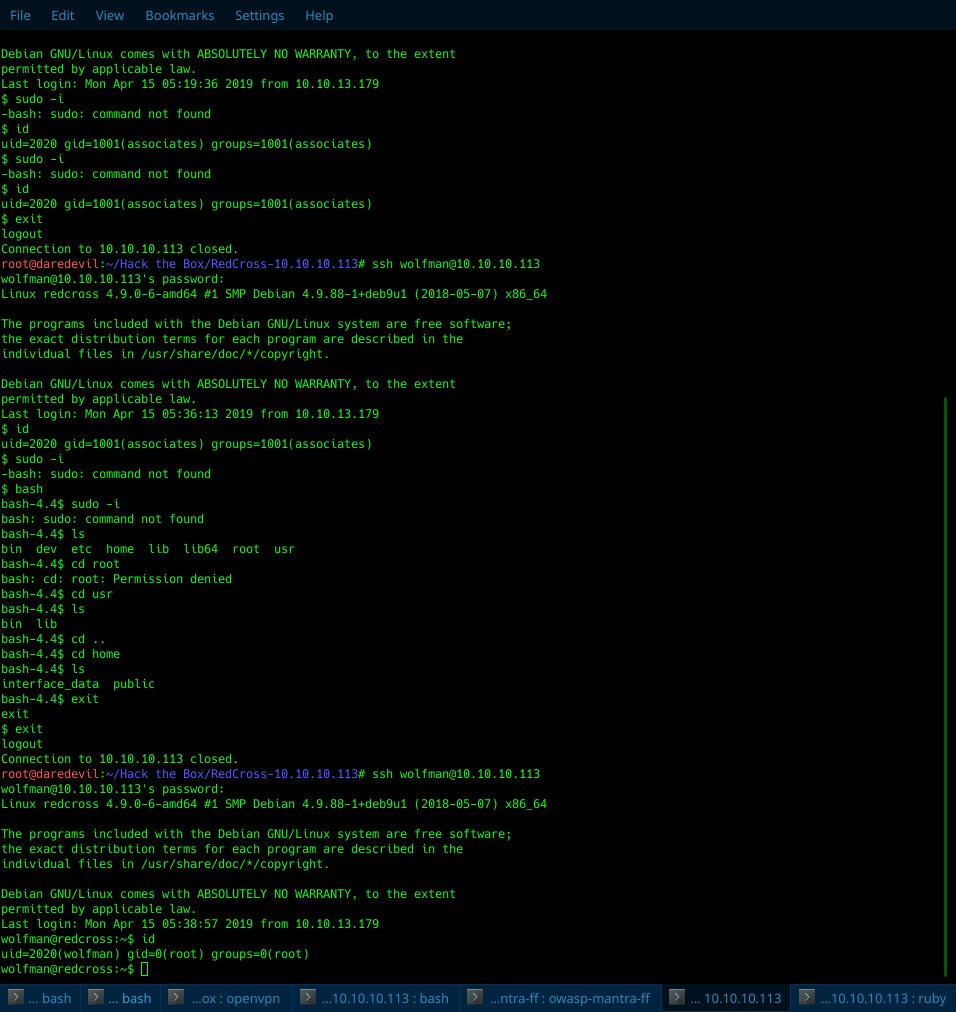 File Edit View Bookmarks Settings Help
Debian GNU/Linux comes with ABSOLUTELY NO WARRANTY, to the extent
permitted by applicable law.
Last login: Mon Apr 15 05:19:36 2019 from 10.10.13.179
$ sudo -i
-bash: sudo: command not found
$ id
uid=2020 gid=1001(associates) groups=1001(associates)
$ sudo -i
-bash: sudo: command not found
$ id
uid=2020 gid=1001(associates) groups=1001(associates)
$ exit
logout
Connection to 10.10.10.113 closed.
root@daredevil:~/Hack the Box/RedCross-10.10.10.113# ssh wolfman@10.10.10.113
wolfman@10.10.10.113's password:
Linux redcross 4.9.0-6-amd64 #1 SMP Debian 4.9.88-1+deb9u1 (2018-05-07) x86_64
The programs included with the Debian GNU/Linux system are free software;
the exact distribution terms for each program are described in the
individual files in /usr/share/doc/*/copyright.
Debian GNU/Linux comes with ABSOLUTELY NO WARRANTY, to the extent
permitted by applicable law.
Last login: Mon Apr 15 05:36:13 2019 from 10.10.13.179
$ id
uid=2020 gid=1001(associates) groups=1001(associates)
$ sudo -i
-bash: sudo: command not found
$ bash
bash-4.4$ sudo -i
bash: sudo: command not found
bash-4.4$ ls
bin dev etc home lib lib64 root usr
bash-4.4$ cd root
bash: cd: root: Permission denied
bash-4.4$ cd usr
bash-4.4$ ls
bin lib
bash-4.4$ cd ..
bash-4.4$ cd home
bash-4.4$ ls
interface_data public
bash-4.4$ exit
exit
$ exit
logout
Connection to 10.10.10.113 closed.
root@daredevil:~/Hack the Box/RedCross-10.10.10.113# ssh wolfman@10.10.10.113
wolfman@10.10.10.113's password:
Linux redcross 4.9.0-6-amd64 #1 SMP Debian 4.9.88-1+deb9u1 (2018-05-07) x86_64
The programs included with the Debian GNU/Linux system are free software;
the exact distribution terms for each program are described in the
individual files in /usr/share/doc/*/copyright.
Debian GNU/Linux comes with ABSOLUTELY NO WARRANTY, to the extent
permitted by applicable law.
Last login: Mon Apr 15 05:38:57 2019 from 10.10.13.179
wolfman@redcross:~$ id
uid=2020(wolfman) gid=0(root) groups=0(root)
wolfman@redcross:~$
... bash ... bash ...ox : openvpn ...10.10.10.113 : bash ...ntra-ff : owasp-mantra-ff ... 10.10.10.113 ...10.10.10.113 : ruby